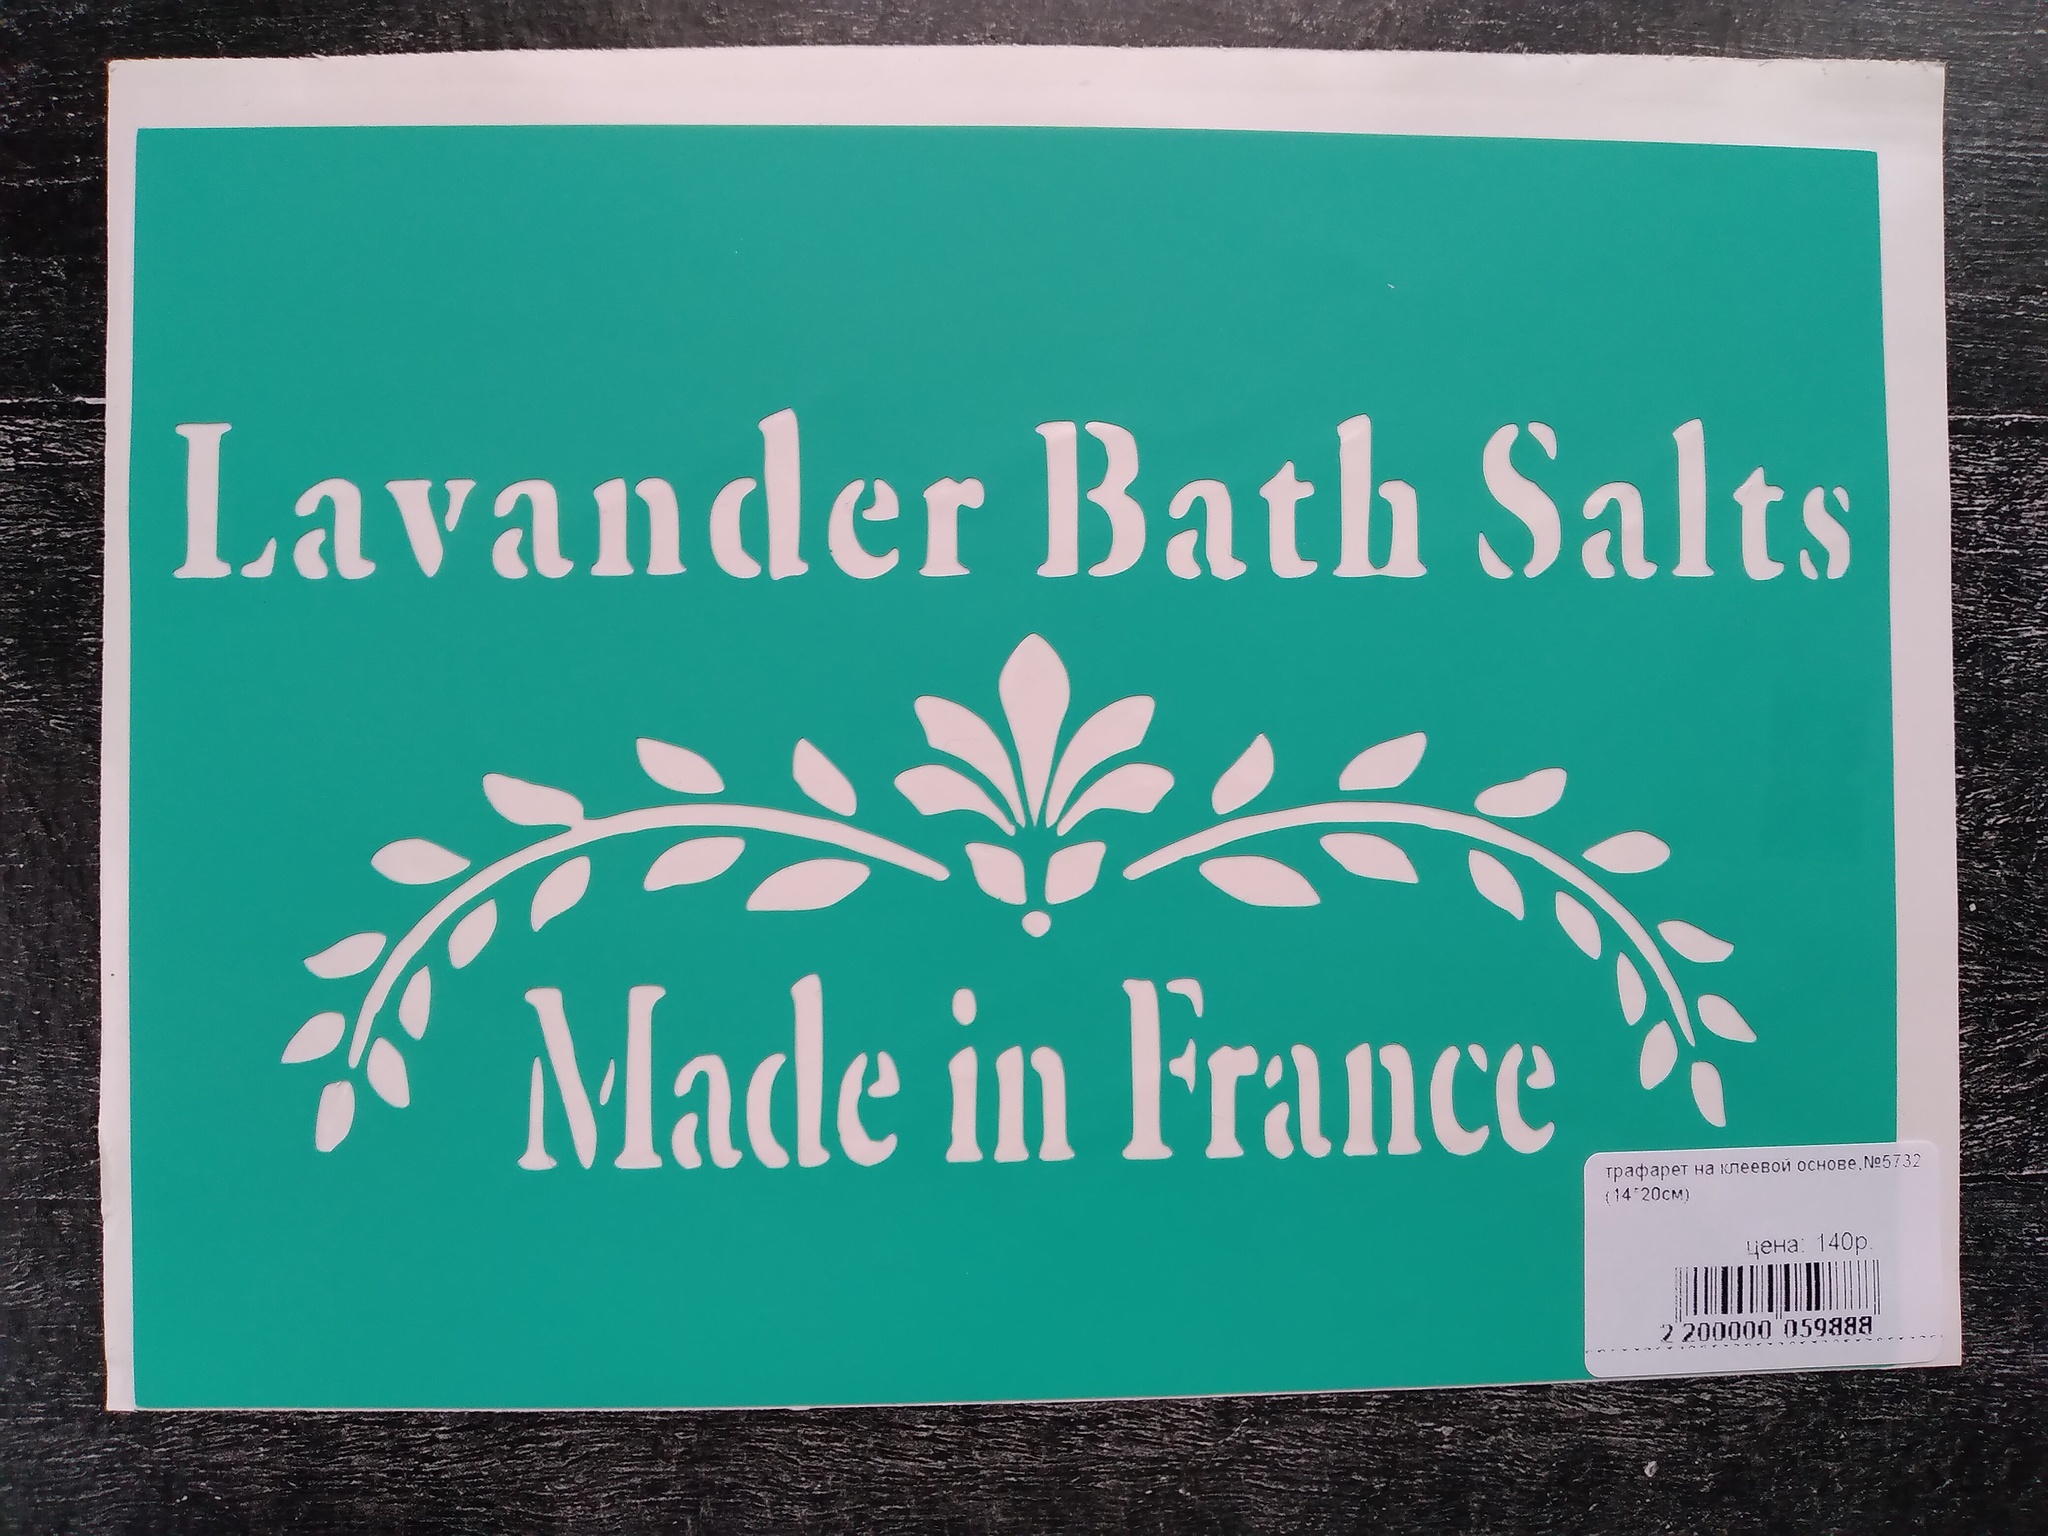 Lavander Bath Salts
Made in France
трафарет на клеевой основе,№5732
(14*20см)
цена: 140р.
2 200000 059888